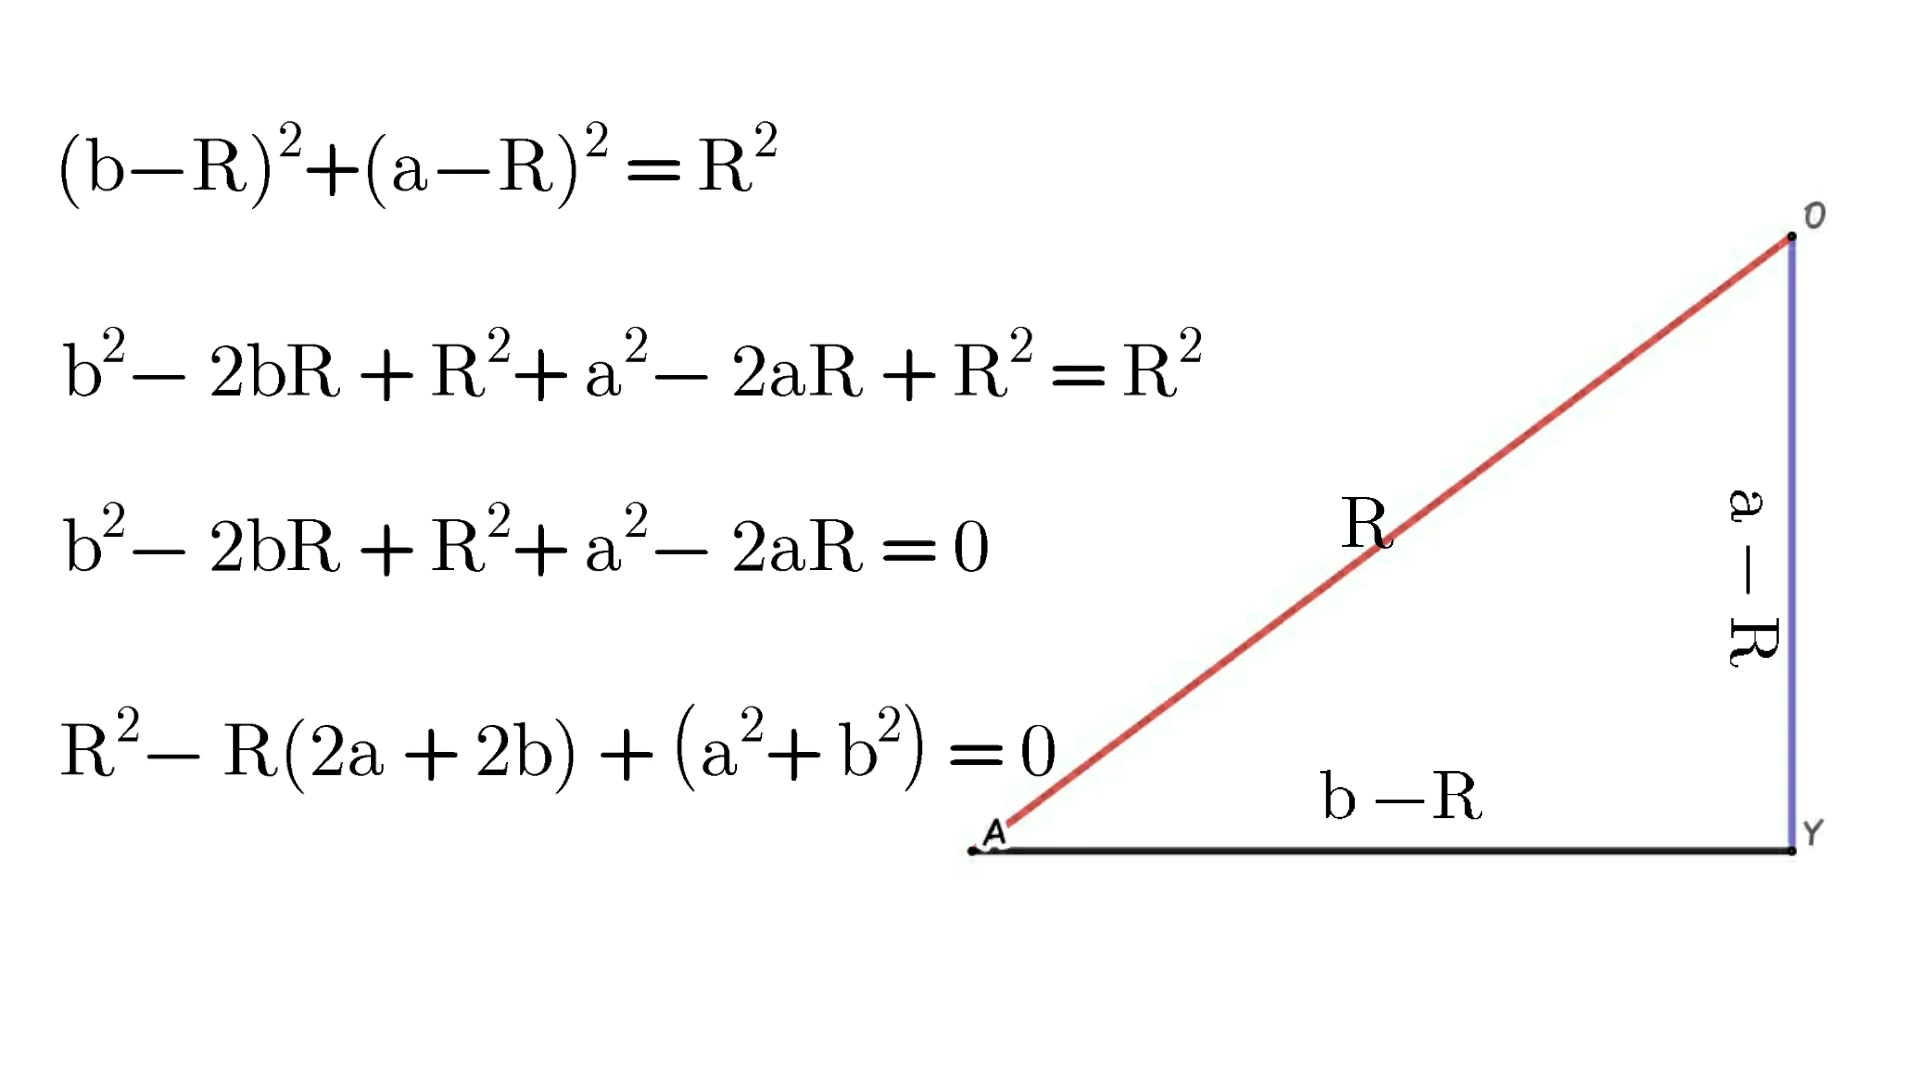 (b−R)²+(a−R)² = R²
b²− 2bR + R²+ a²− 2aR + R² = R²
b²− 2bR + R²+ a²− 2aR = 0
R²− R(2a + 2b) + (a²+ b²) = 0
O
R
a − R
b −R
A
Y